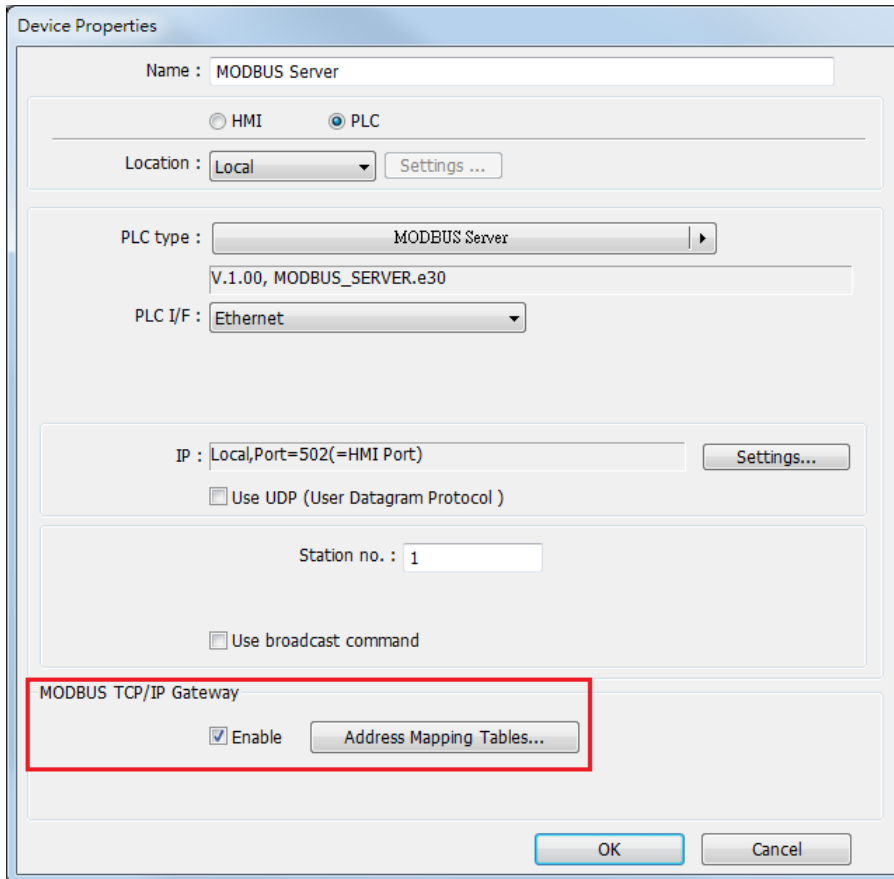 Device Properties
Name : MODBUS Server
HMI PLC
Location : Local Settings ...
PLC type : MODBUS Server
V.1.00, MODBUS_SERVER.e30
PLC I/F : Ethernet
IP : Local,Port=502(=HMI Port) Settings...
Use UDP (User Datagram Protocol )
Station no. : 1
Use broadcast command
MODBUS TCP/IP Gateway
Enable Address Mapping Tables...
OK Cancel